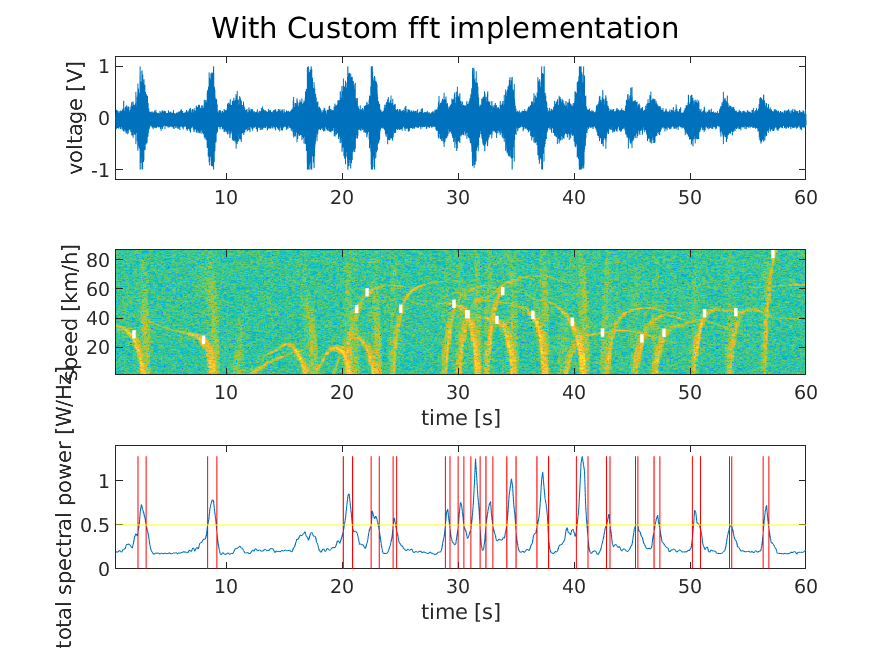 With Custom fft implementation
voltage [V]
1
0
-1
10 20 30 40 50 60
speed [km/h]
80
60
40
20
10 20 30 40 50 60
time [s]
total spectral power [W/Hz]
1
0.5
0
10 20 30 40 50 60
time [s]